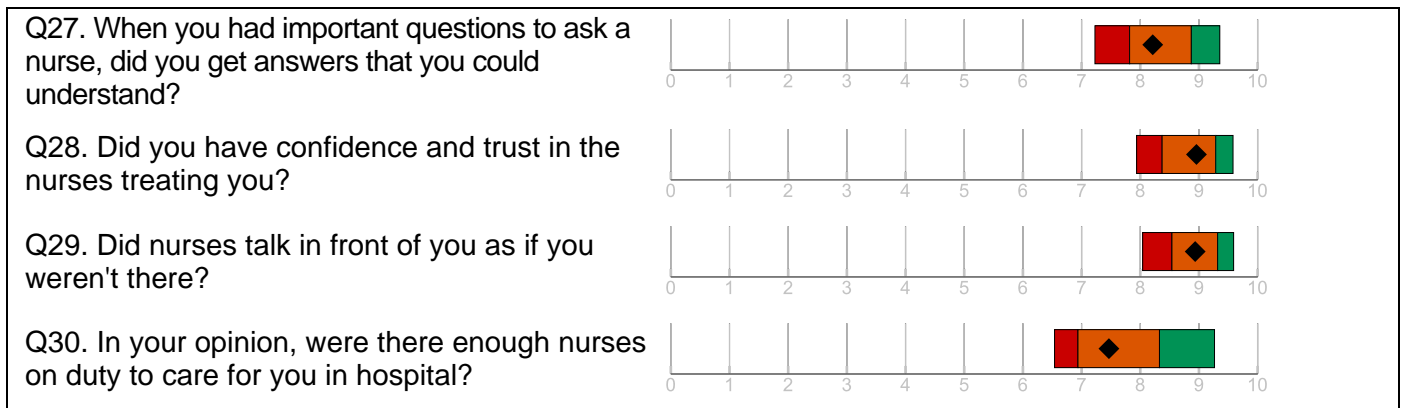 Q27. When you had important questions to ask a
nurse, did you get answers that you could
understand?
0 1 2 3 4 5 6 7 8 9 10
Q28. Did you have confidence and trust in the
nurses treating you?
0 1 2 3 4 5 6 7 8 9 10
Q29. Did nurses talk in front of you as if you
weren't there?
0 1 2 3 4 5 6 7 8 9 10
Q30. In your opinion, were there enough nurses
on duty to care for you in hospital?
0 1 2 3 4 5 6 7 8 9 10